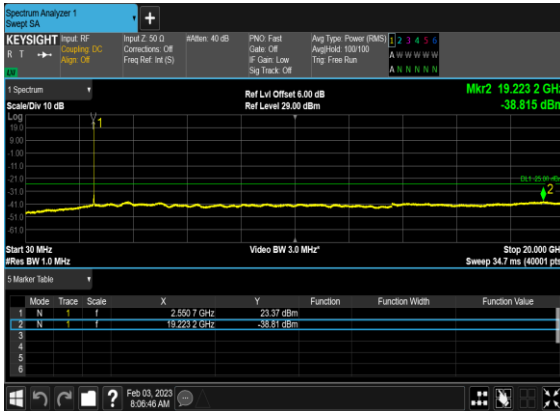 Spectrum Analyzer 1
Swept SA
+
KEYSIGHT Input: RF Input Z: 50 Ω #Atten: 40 dB PNO: Fast Avg Type: Power (RMS) 1 2 3 4 5 6
R T Coupling: DC Corrections: Off Gate: Off Avg|Hold: 100/100 A W W W W W
Align: Off Freq Ref: Int (S) IF Gain: Low Trig: Free Run
Sig Track: Off A N N N N N
1 Spectrum
Scale/Div 10 dB Ref Lvl Offset 6.00 dB Mkr2 19.223 2 GHz
Ref Level 29.00 dBm -38.815 dBm
Log
19.0
9.00
-1.00
-11.0
-21.0
-31.0
-41.0
-51.0
-61.0
1
DL1 -25.00 dBm
2
Start 30 MHz Video BW 3.0 MHz* Stop 20.000 GHz
#Res BW 1.0 MHz Sweep 34.7 ms (40001 pts)
5 Marker Table
Mode Trace Scale X Y Function Function Width Function Value
1 N 1 f 2.550 7 GHz 23.37 dBm
2 N 1 f 19.223 2 GHz -38.81 dBm
3
4
5
6
? Feb 03, 2023
8:06:46 AM